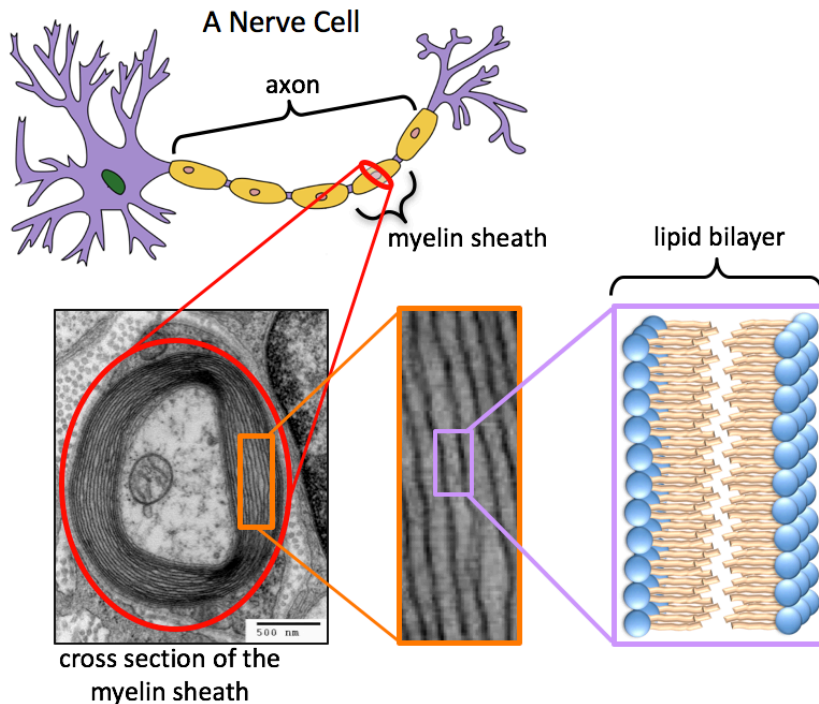 A Nerve Cell
axon
myelin sheath
lipid bilayer
500 nm
cross section of the
myelin sheath